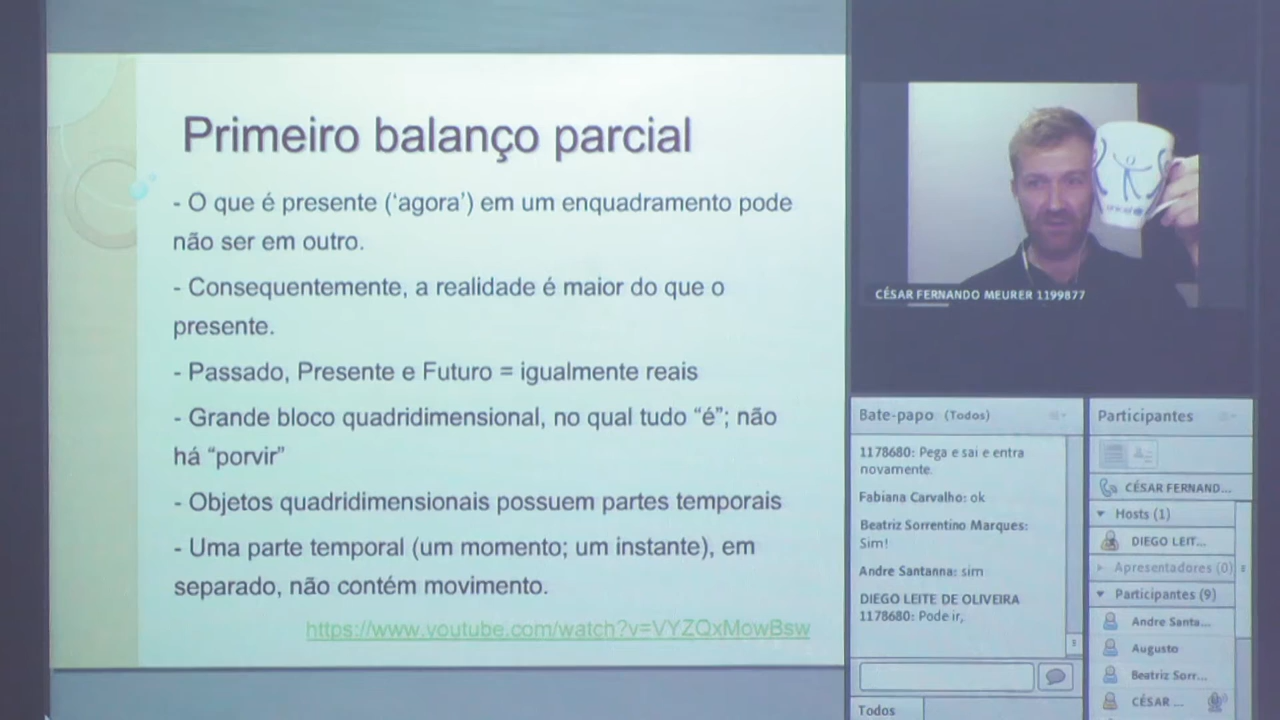 Primeiro balanço parcial
- O que é presente (‘agora’) em um enquadramento pode
não ser em outro.
- Consequentemente, a realidade é maior do que o
presente.
- Passado, Presente e Futuro = igualmente reais
- Grande bloco quadridimensional, no qual tudo “é”; não
há “porvir”
- Objetos quadridimensionais possuem partes temporais
- Uma parte temporal (um momento; um instante), em
separado, não contém movimento.
https://www.youtube.com/watch?v=VYZQxMowBsw
CÉSAR FERNANDO MEURER 1199877
Bate-papo (Todos)
1178680: Pega e sai e entra
novamente.
Fabiana Carvalho: ok
Beatriz Sorrentino Marques:
Sim!
Andre Santanna: sim
DIEGO LEITE DE OLIVEIRA
1178680: Pode ir,
Todos
Participantes
CÉSAR FERNAND...
Hosts (1)
DIEGO LEIT...
Apresentadores (0)
Participantes (9)
Andre Santa...
Augusto
Beatriz Sorr...
CÉSAR ...